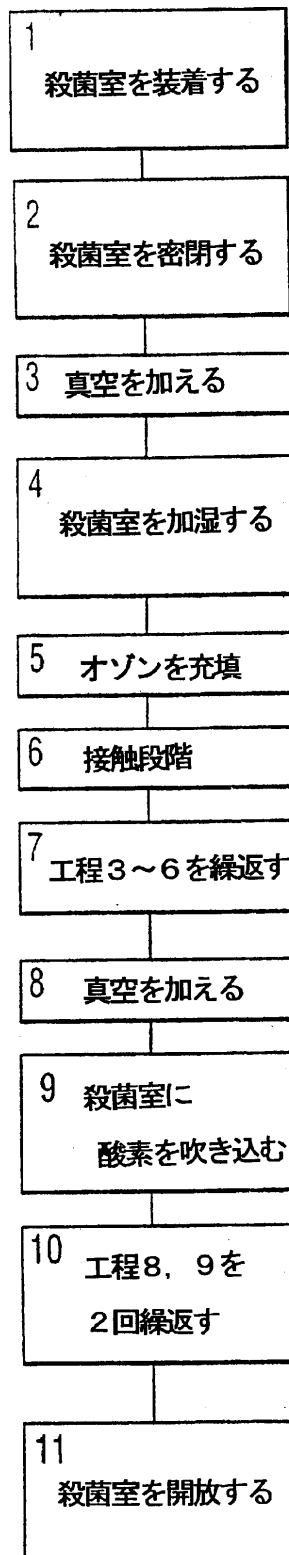 1
殺菌室を装着する
2
殺菌室を密閉する
3 真空を加える
4
殺菌室を加湿する
5 オゾンを充填
6 接触段階
7
工程3~6を繰返す
8 真空を加える
9 殺菌室に
酸素を吹き込む
10 工程8，9を
2回繰返す
11
殺菌室を開放する